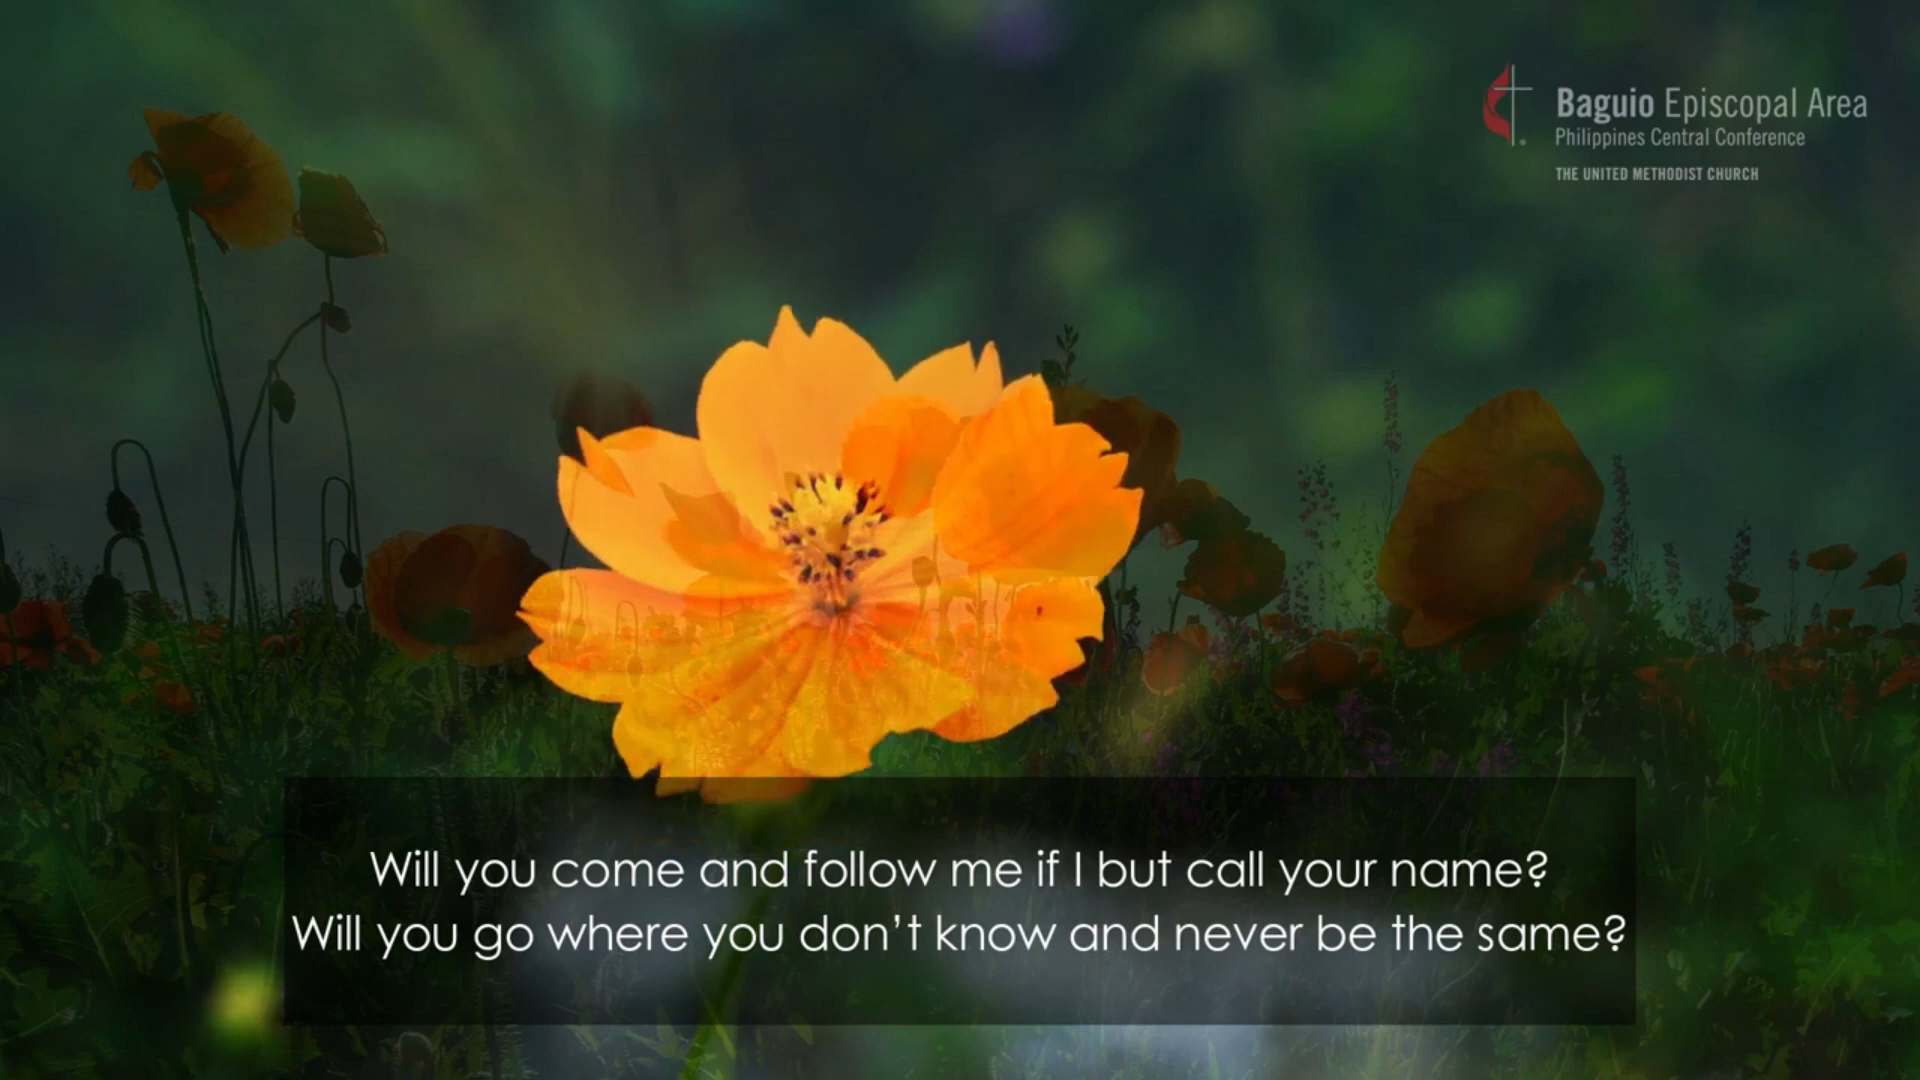 Baguio Episcopal Area
Philippines Central Conference
THE UNITED METHODIST CHURCH
Will you come and follow me if I but call your name?
Will you go where you don't know and never be the same?